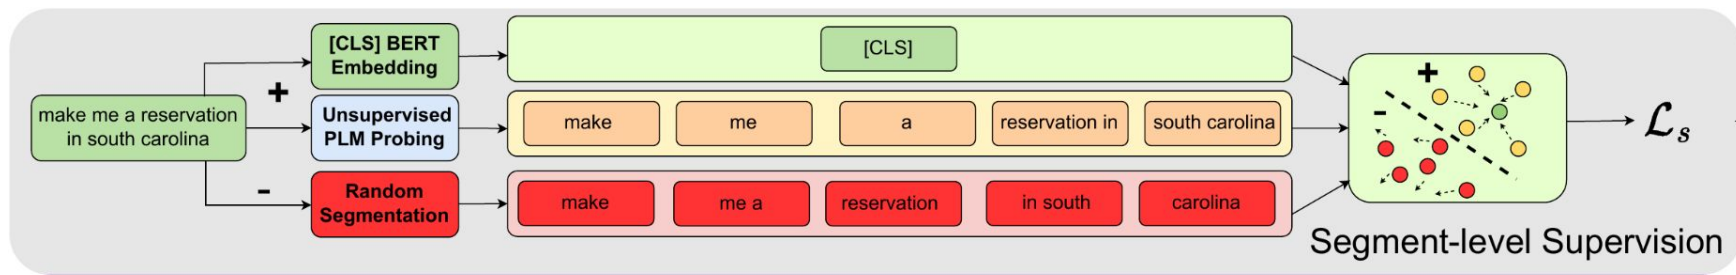 [CLS] BERT
Embedding
[CLS]
+
make me a reservation
in south carolina
Unsupervised
PLM Probing
make
me
a
reservation in
south carolina
-
Random
Segmentation
make
me a
reservation
in south
carolina
+
-
ℒs
Segment-level Supervision